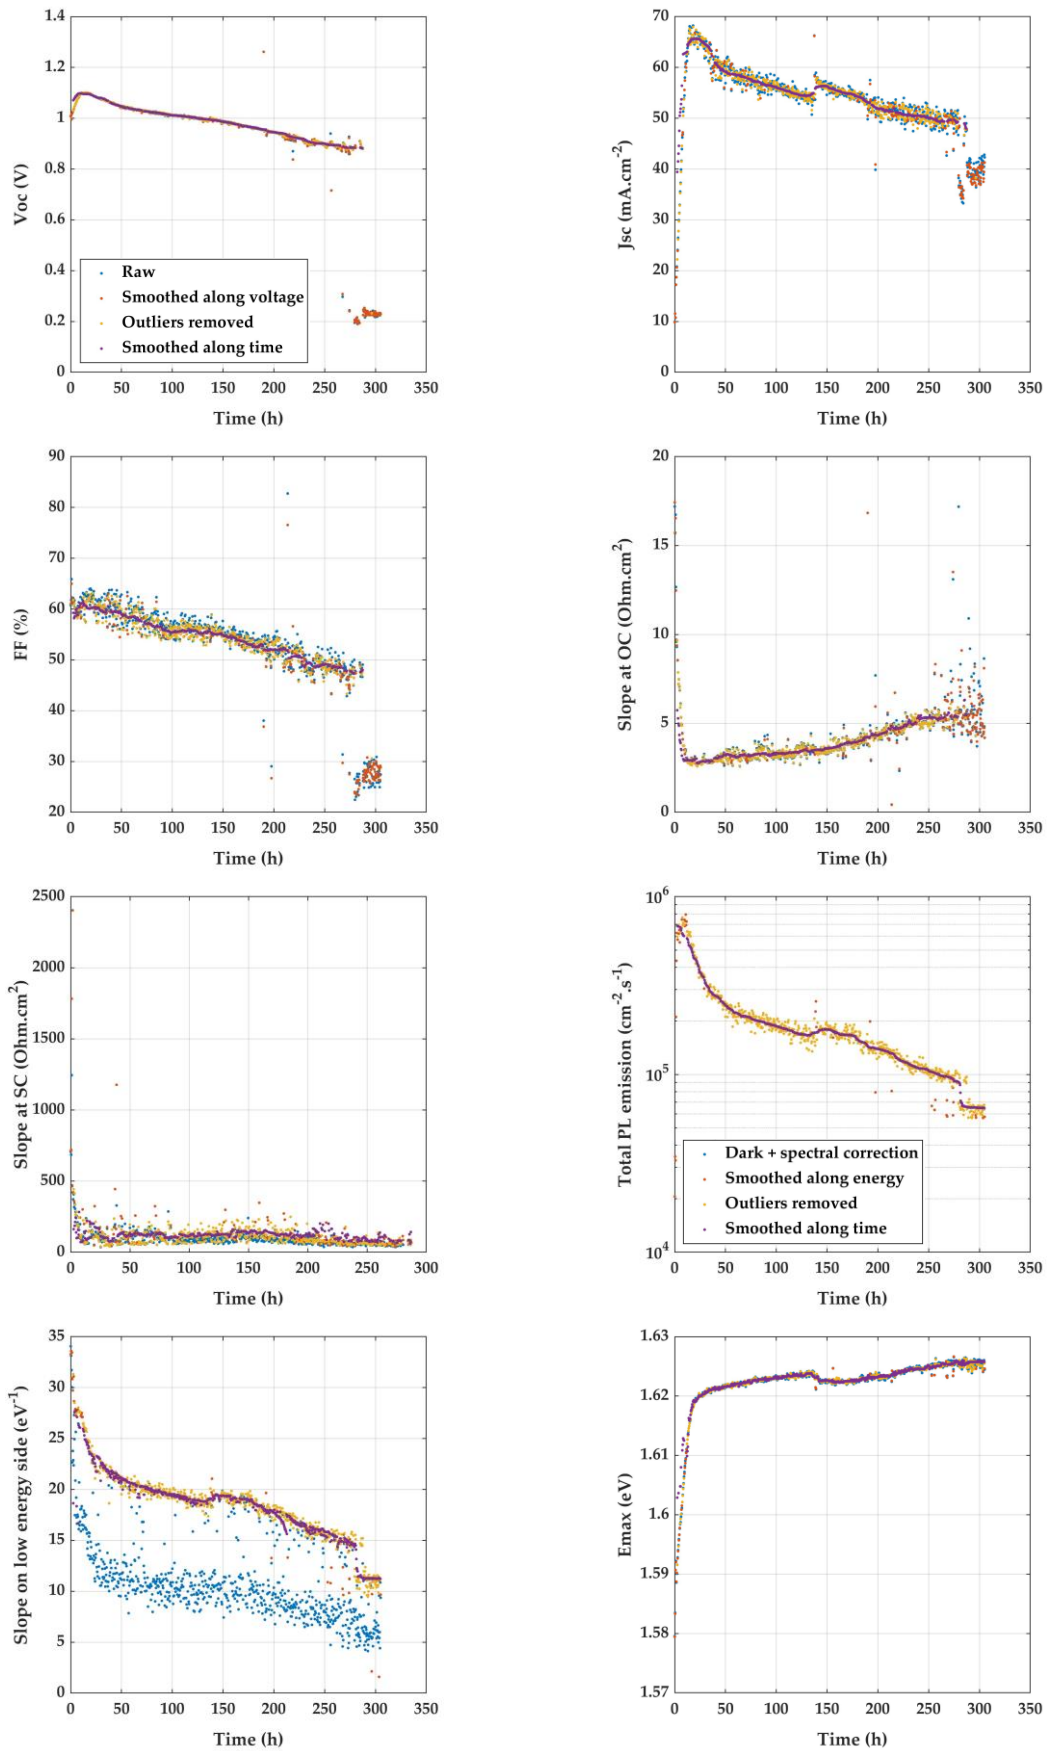 1.4
1.2
1
0.8
0.6
0.4
0.2
0
Voc (V)
Raw
Smoothed along voltage
Outliers removed
Smoothed along time
0 50 100 150 200 250 300 350
Time (h)
70
60
50
40
30
20
10
0
Jsc (mA.cm⁻²)
0 50 100 150 200 250 300 350
Time (h)
90
80
70
60
50
40
30
20
FF (%)
0 50 100 150 200 250 300 350
Time (h)
20
15
10
5
0
Slope at OC (Ohm.cm²)
0 50 100 150 200 250 300 350
Time (h)
2500
2000
1500
1000
500
0
Slope at SC (Ohm.cm²)
0 50 100 150 200 250 300
Time (h)
10⁶
10⁵
10⁴
Total PL emission (cm⁻².s⁻¹)
Dark + spectral correction
Smoothed along energy
Outliers removed
Smoothed along time
0 50 100 150 200 250 300 350
Time (h)
35
30
25
20
15
10
5
0
Slope on low energy side (eV⁻¹)
0 50 100 150 200 250 300 350
Time (h)
1.63
1.62
1.61
1.6
1.59
1.58
1.57
Emax (eV)
0 50 100 150 200 250 300 350
Time (h)